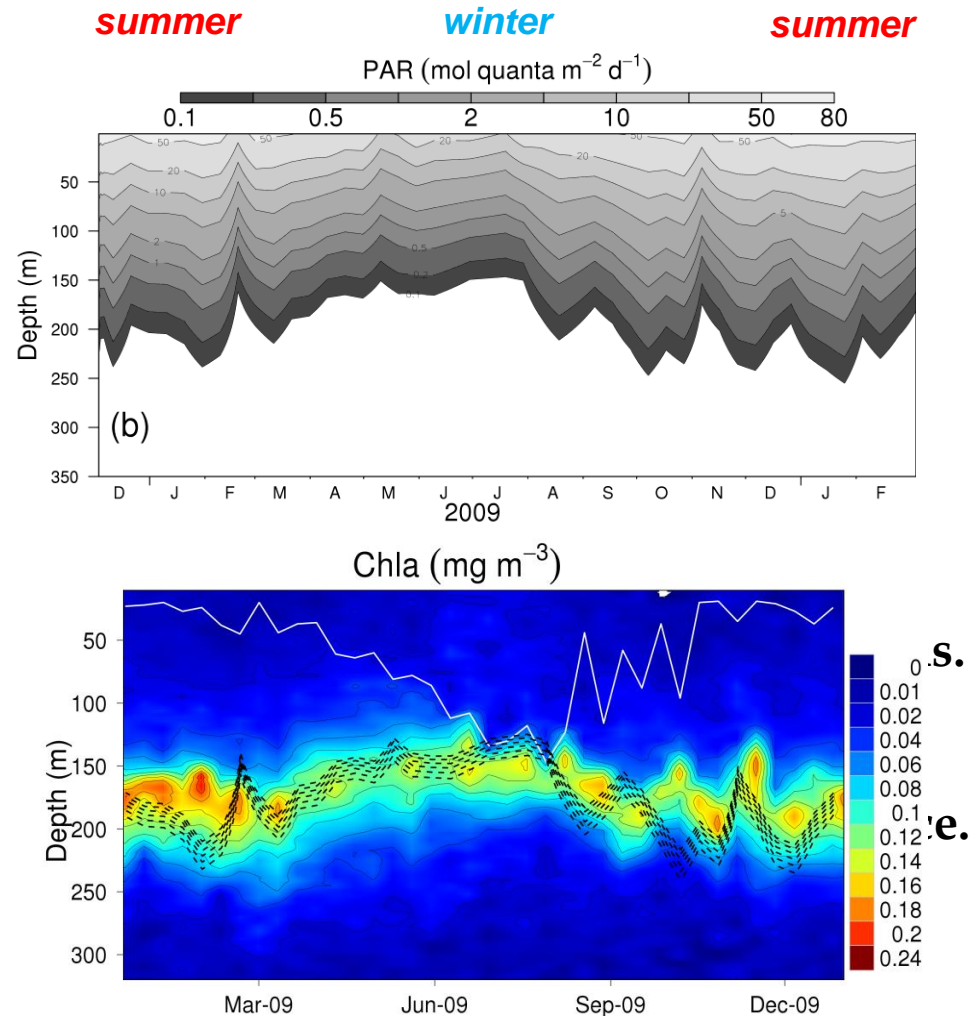 summer winter summer
PAR (mol quanta m⁻² d⁻¹)
0.1 0.5 2 10 50 80
50 50 20 50
20 20
10 5
2
1 0.5
0.2
0.1
Depth (m)
50
100
150
200
250
300
350
(b)
D J F M A M J J A S O N D J F
2009
Chla (mg m⁻³)
Depth (m)
50
100
150
200
250
300
Mar-09 Jun-09 Sep-09 Dec-09
0
0.01
0.02
0.04
0.06
0.08
0.1
0.12
0.14
0.16
0.18
0.2
0.24
s.
ce.